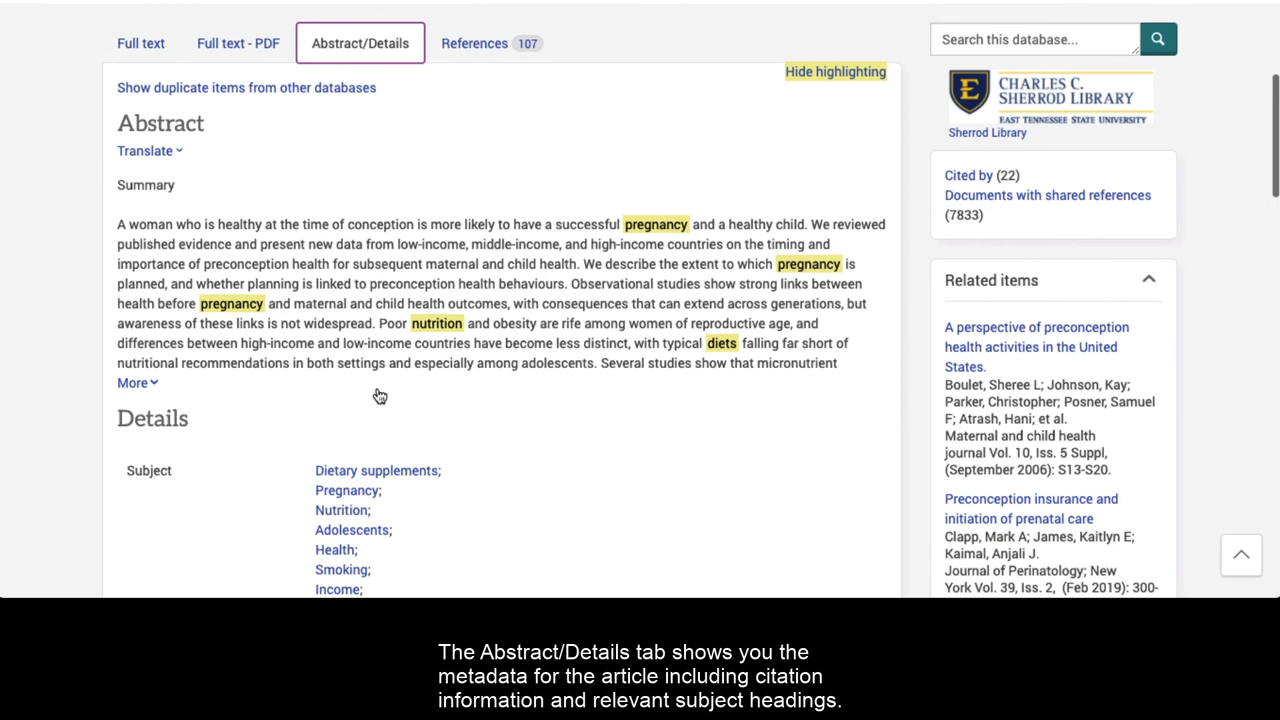 Full text
Full text - PDF
Abstract/Details
References 107
Search this database...
Hide highlighting
Show duplicate items from other databases
Abstract
Translate
Summary
A woman who is healthy at the time of conception is more likely to have a successful pregnancy and a healthy child. We reviewed
published evidence and present new data from low-income, middle-income, and high-income countries on the timing and
importance of preconception health for subsequent maternal and child health. We describe the extent to which pregnancy is
planned, and whether planning is linked to preconception health behaviours. Observational studies show strong links between
health before pregnancy and maternal and child health outcomes, with consequences that can extend across generations, but
awareness of these links is not widespread. Poor nutrition and obesity are rife among women of reproductive age, and
differences between high-income and low-income countries have become less distinct, with typical diets falling far short of
nutritional recommendations in both settings and especially among adolescents. Several studies show that micronutrient
More
Details
Subject
Dietary supplements;
Pregnancy;
Nutrition;
Adolescents;
Health;
Smoking;
Income;
E
CHARLES C.
SHERROD LIBRARY
EAST TENNESSEE STATE UNIVERSITY
Sherrod Library
Cited by (22)
Documents with shared references
(7833)
Related items
A perspective of preconception
health activities in the United
States.
Boulet, Sheree L; Johnson, Kay;
Parker, Christopher; Posner, Samuel
F; Atrash, Hani; et al.
Maternal and child health
journal Vol. 10, Iss. 5 Suppl,
(September 2006): S13-S20.
Preconception insurance and
initiation of prenatal care
Clapp, Mark A; James, Kaitlyn E;
Kaimal, Anjali J.
Journal of Perinatology; New
York Vol. 39, Iss. 2, (Feb 2019): 300-
The Abstract/Details tab shows you the
metadata for the article including citation
information and relevant subject headings.